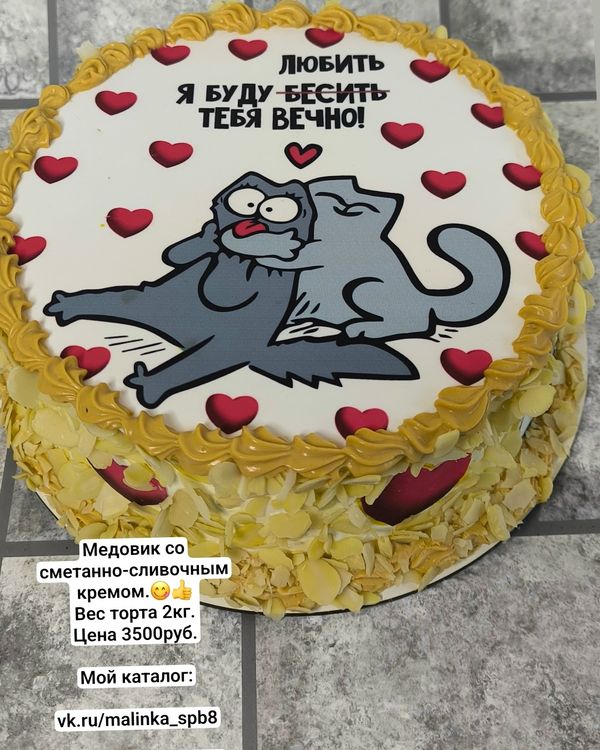 ЛЮБИТЬ
Я БУДУ БЕСИТЬ
ТЕБЯ ВЕЧНО!
Медовик со
сметанно-сливочным
кремом.😋👍
Вес торта 2кг.
Цена 3500руб.
Мой каталог:
vk.ru/malinka_spb8